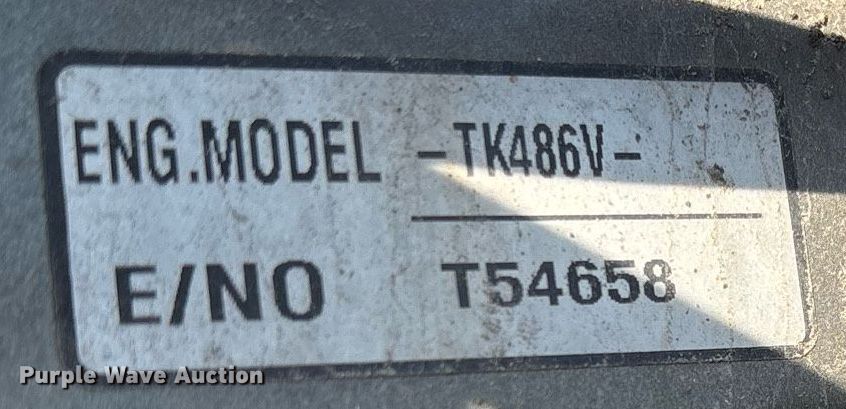 ENG.MODEL -TK486V-
E/NO T54658
Purple Wave Auction